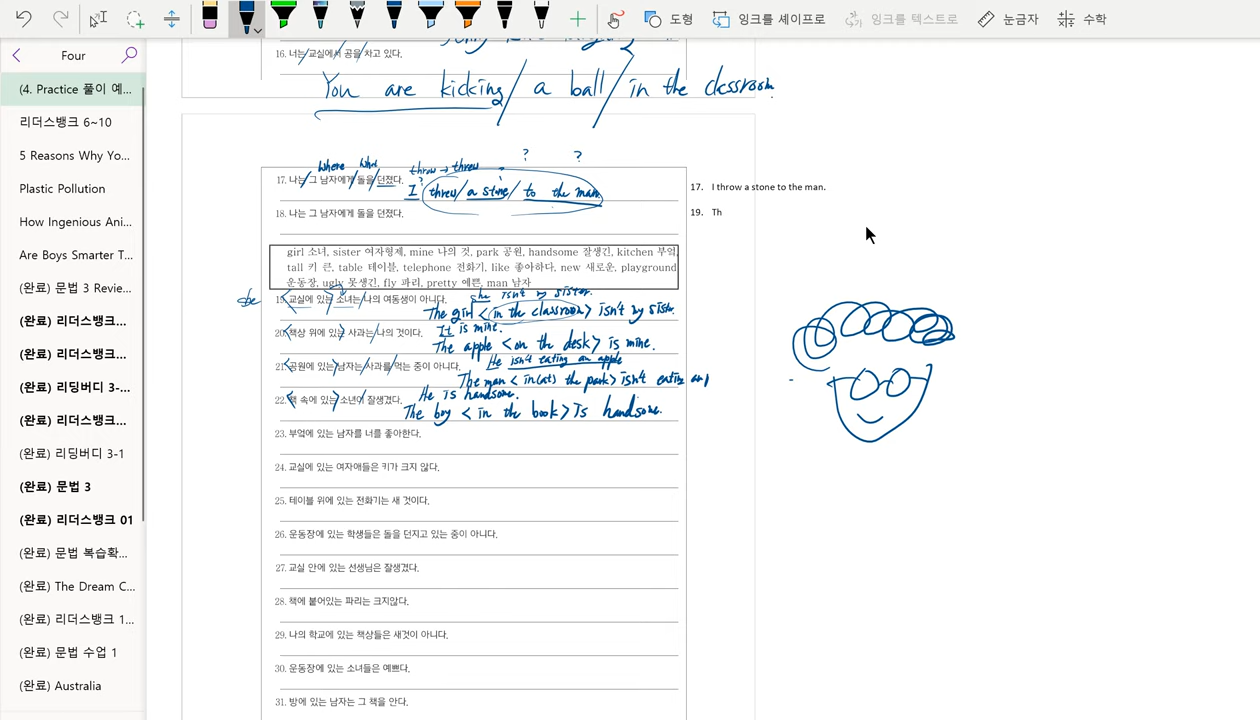 도형 잉크를 셰이프로 잉크를 텍스트로 눈금자 수학
Four
(4. Practice 풀이 예...
리더스뱅크 6~10
5 Reasons Why Yo...
Plastic Pollution
How Ingenious Ani...
Are Boys Smarter T...
(완료) 문법 3 Revie...
(완료) 리더스뱅크...
(완료) 리더스뱅크...
(완료) 리딩버디 3-...
(완료) 리더스뱅크...
(완료) 리딩버디 3-1
(완료) 문법 3
(완료) 리더스뱅크 01
(완료) 문법 복습확...
(완료) The Dream C...
(완료) 리더스뱅크 1...
(완료) 문법 수업 1
(완료) Australia
16. 너는 교실에서 공을 차고 있다.
You are kicking / a ball / in the classroom
where what throw → threw ? ?
17. 나는 그 남자에게 돌을 던졌다.
I threw / a stone / to the man
18. 나는 그 남자에게 돌을 던졌다.
girl 소녀, sister 여자형제, mine 나의 것, park 공원, handsome 잘생긴, kitchen 부엌,
tall 키 큰, table 테이블, telephone 전화기, like 좋아하다, new 새로운, playground
운동장, ugly 못생긴, fly 파리, pretty 예쁜, man 남자
she isn't my sister.
19. 교실에 있는 소녀는 나의 여동생이 아니다.
The girl <in the classroom> isn't my sister.
It is mine.
20. 책상 위에 있는 사과는 나의 것이다.
The apple <on the desk> is mine.
He isn't eating an apple
21. 공원에 있는 남자는 사과를 먹는 중이 아니다.
The man <in(at) the park> isn't eating
He is handsome.
22. 책 속에 있는 소년이 잘생겼다.
The boy <in the book> is handsome.
23. 부엌에 있는 남자를 너를 좋아한다.
24. 교실에 있는 여자애들은 키가 크지 않다.
25. 테이블 위에 있는 전화기는 새 것이다.
26. 운동장에 있는 학생들은 돌을 던지고 있는 중이 아니다.
27. 교실 안에 있는 선생님은 잘생겼다.
28. 책에 붙어있는 파리는 크지않다.
29. 나의 학교에 있는 책상들은 새것이 아니다.
30. 운동장에 있는 소녀들은 예쁘다.
31. 방에 있는 남자는 그 책을 안다.
17. I throw a stone to the man.
19. Th